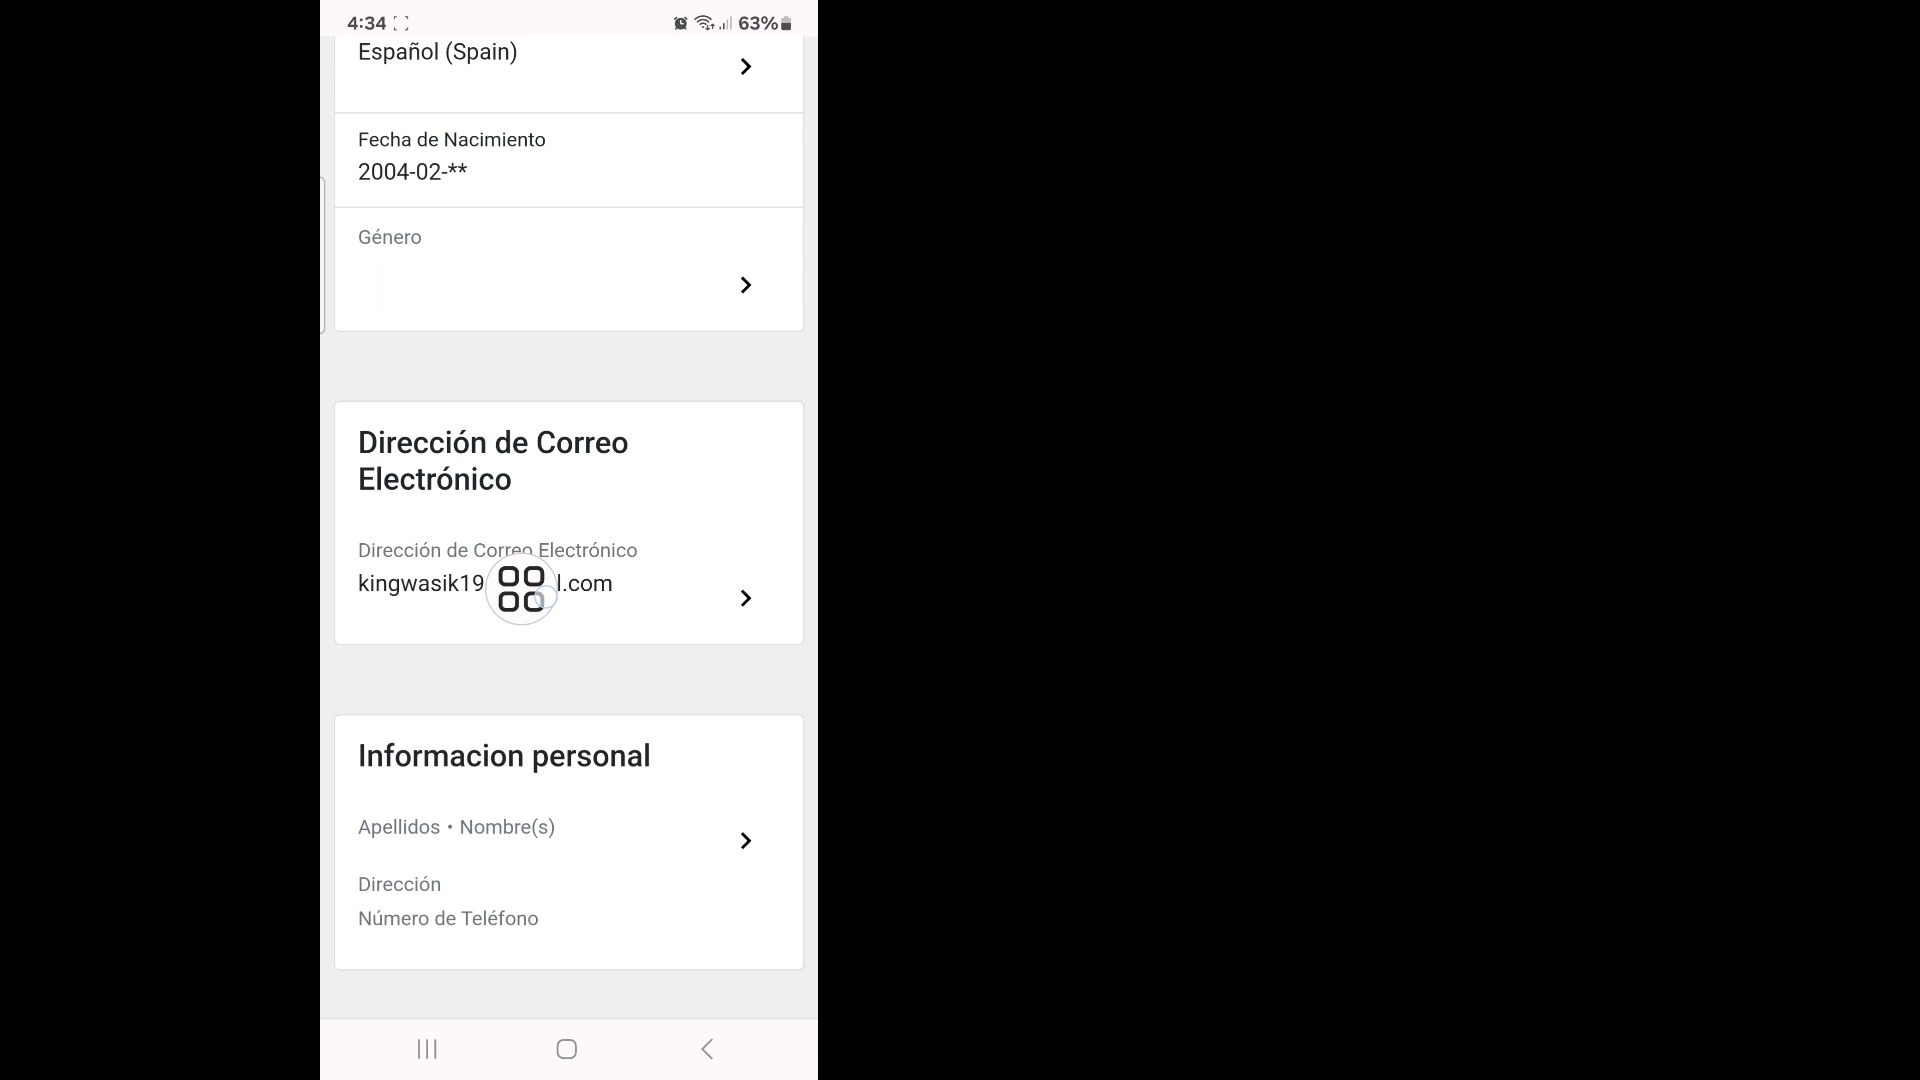 4:34 63%
Español (Spain)
Fecha de Nacimiento
2004-02-**
Género
Dirección de Correo
Electrónico
Dirección de Correo Electrónico
kingwasik19 l.com
Informacion personal
Apellidos • Nombre(s)
Dirección
Número de Teléfono